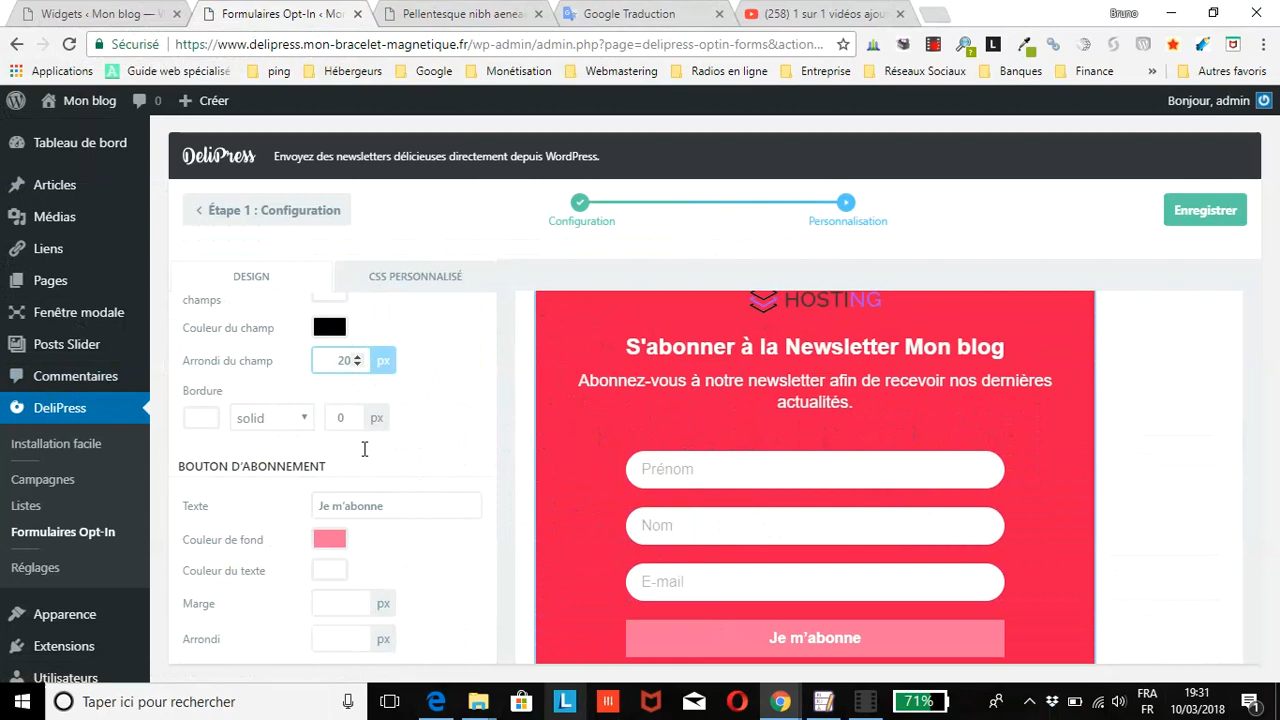 Widgets ‹ Mon blog — W
Formulaires Opt-In ‹ Mon
Pellentesque nibh aenea
Google Traduction
(258) 1 sur 1 vidéos ajou
Bruno
Sécurisé
https://www.delipress.mon-bracelet-magnetique.fr/wp-admin/admin.php?page=delipress-optin-forms&action...
Applications
Guide web spécialisé
ping
Hébergeurs
Google
Monétisation
Webmastering
Radios en ligne
Entreprise
Réseaux Sociaux
Banques
Finance
»
Autres favoris
Mon blog
0
Créer
Bonjour, admin
Tableau de bord
Articles
Médias
Liens
Pages
Fenêtre modale
Posts Slider
Commentaires
DeliPress
Installation facile
Campagnes
Listes
Formulaires Opt-In
Réglages
Apparence
Extensions
Utilisateurs
DeliPress
Envoyez des newsletters délicieuses directement depuis WordPress.
Étape 1 : Configuration
Configuration
Personnalisation
Enregistrer
DESIGN
CSS PERSONNALISÉ
champs
Couleur du champ
Arrondi du champ
20
px
Bordure
solid
0
px
BOUTON D'ABONNEMENT
Texte
Je m'abonne
Couleur de fond
Couleur du texte
Marge
px
Arrondi
px
HOSTING
S'abonner à la Newsletter Mon blog
Abonnez-vous à notre newsletter afin de recevoir nos dernières
actualités.
Prénom
Nom
E-mail
Je m'abonne
Taper ici pour rechercher
71%
FRA
FR
19:31
10/03/2018